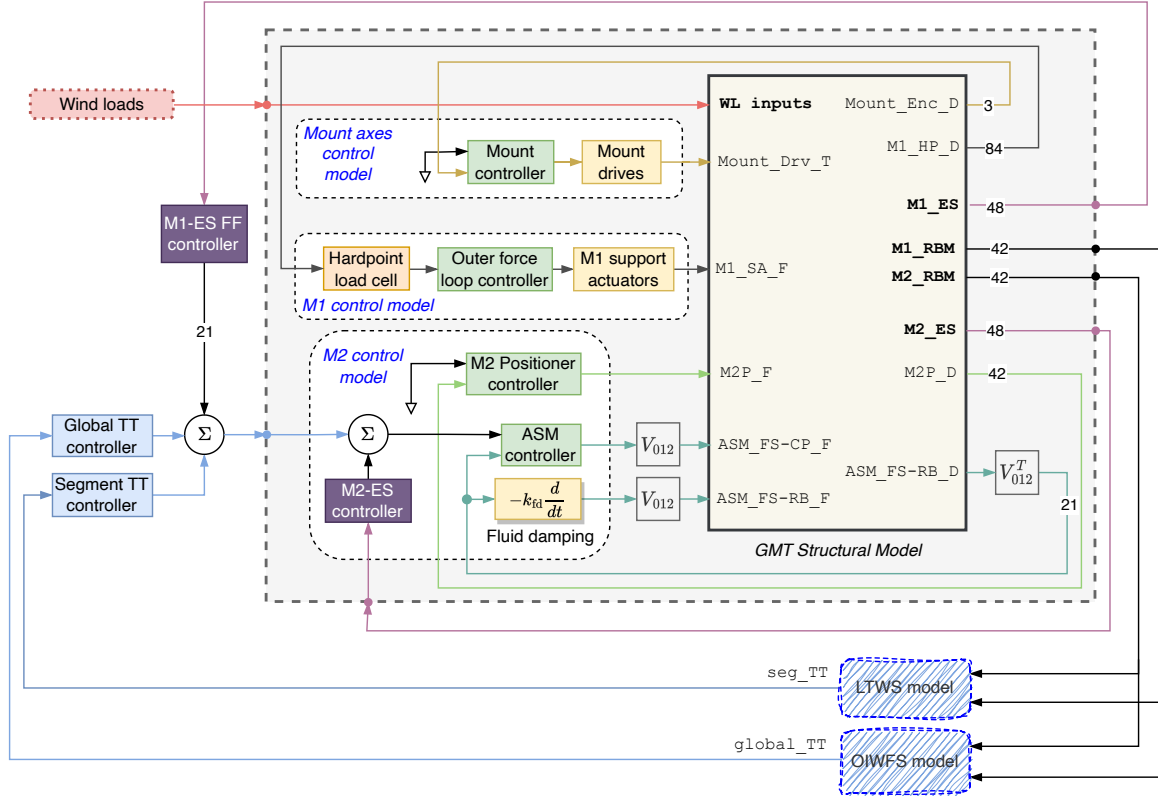 Wind loads
Mount axes
control
model
Mount
controller
Mount
drives
WL inputs
Mount_Enc_D
3
Mount_Drv_T
M1_HP_D
84
M1-ES FF
controller
M1_ES
48
Hardpoint
load cell
Outer force
loop controller
M1 support
actuators
M1 control model
M1_SA_F
M1_RBM
42
M2_RBM
42
21
M2 control
model
M2 Positioner
controller
M2_ES
48
M2P_F
M2P_D
42
Global TT
controller
Σ
Σ
ASM
controller
V012
ASM_FS-CP_F
Segment TT
controller
M2-ES
controller
−kfd d/dt
Fluid damping
V012
ASM_FS-RB_F
ASM_FS-RB_D
V^T012
21
GMT Structural Model
seg_TT
LTWS model
global_TT
OIWFS model